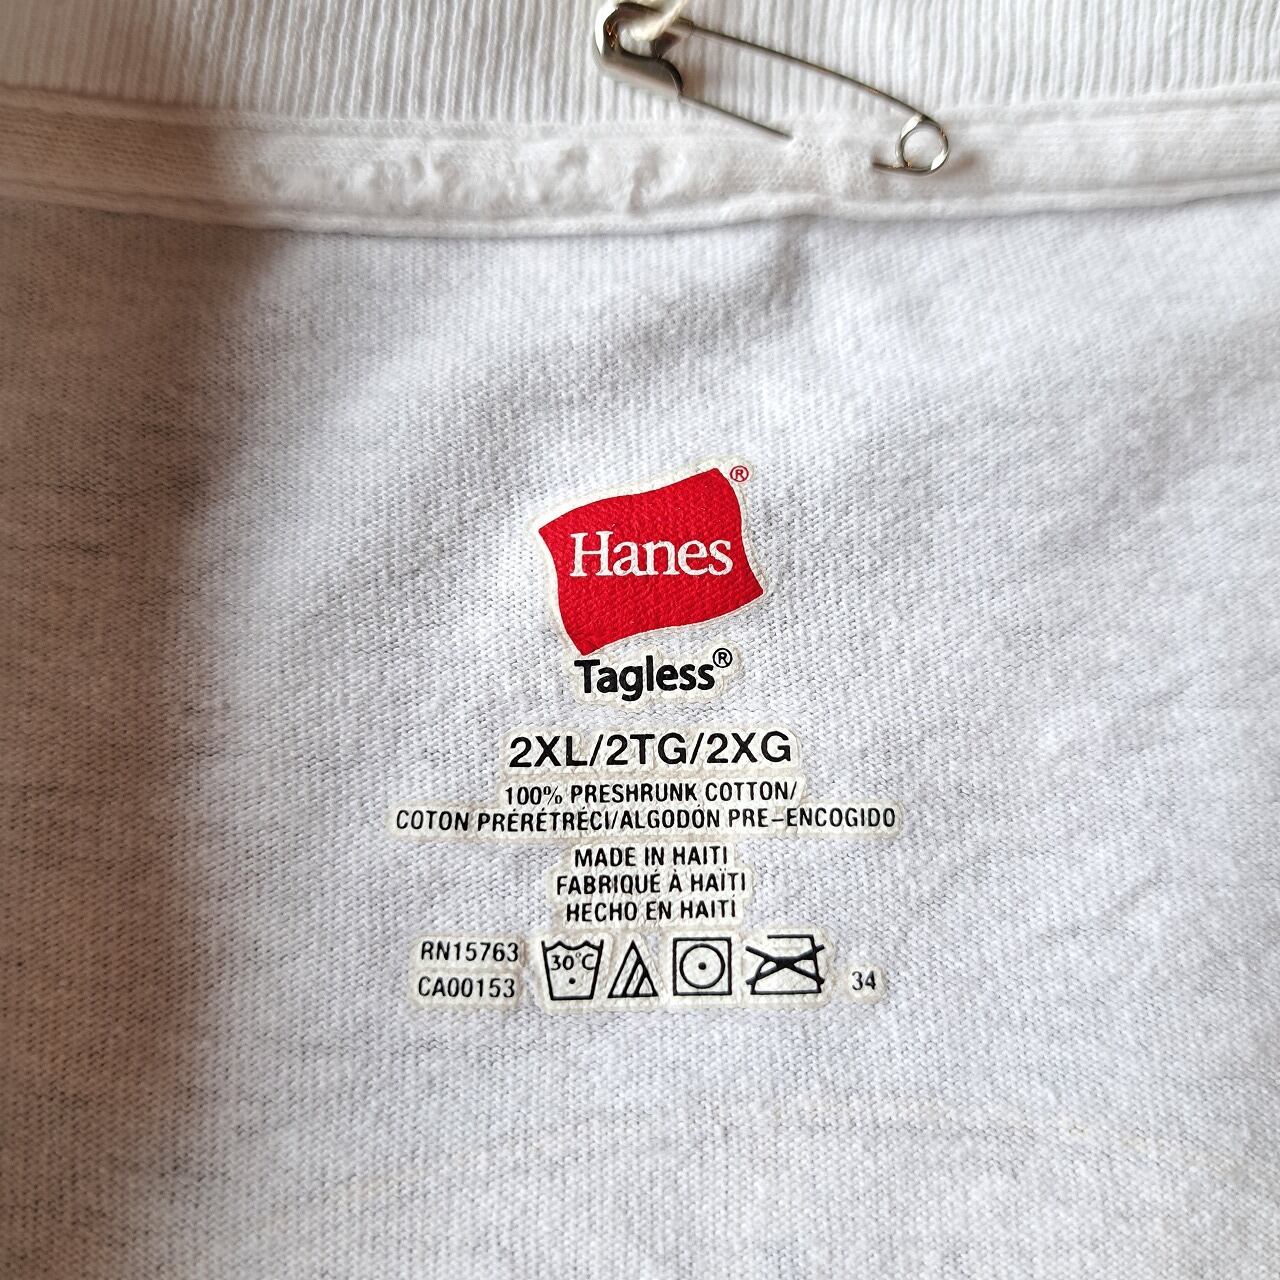 Hanes®
Tagless®
2XL/2TG/2XG
100% PRESHRUNK COTTON/
COTON PRÉRÉTRÉCI/ALGODÓN PRE-ENCOGIDO
MADE IN HAITI
FABRIQUÉ À HAÏTI
HECHO EN HAITÍ
RN15763
CA00153
30°C
34